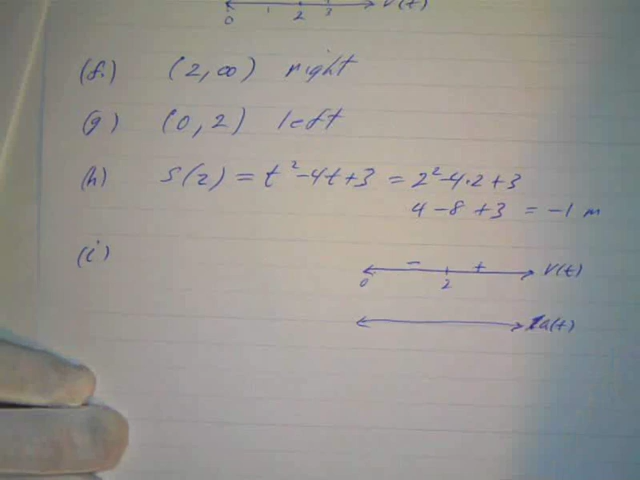 0 1 2 3 v(t)
(f.) (2,∞) right
(g) (0,2) left
(h) S(2) = t²-4t+3 = 2²-4·2+3
4-8+3 = -1 m
(i) - + v(t)
0 2
a(t)